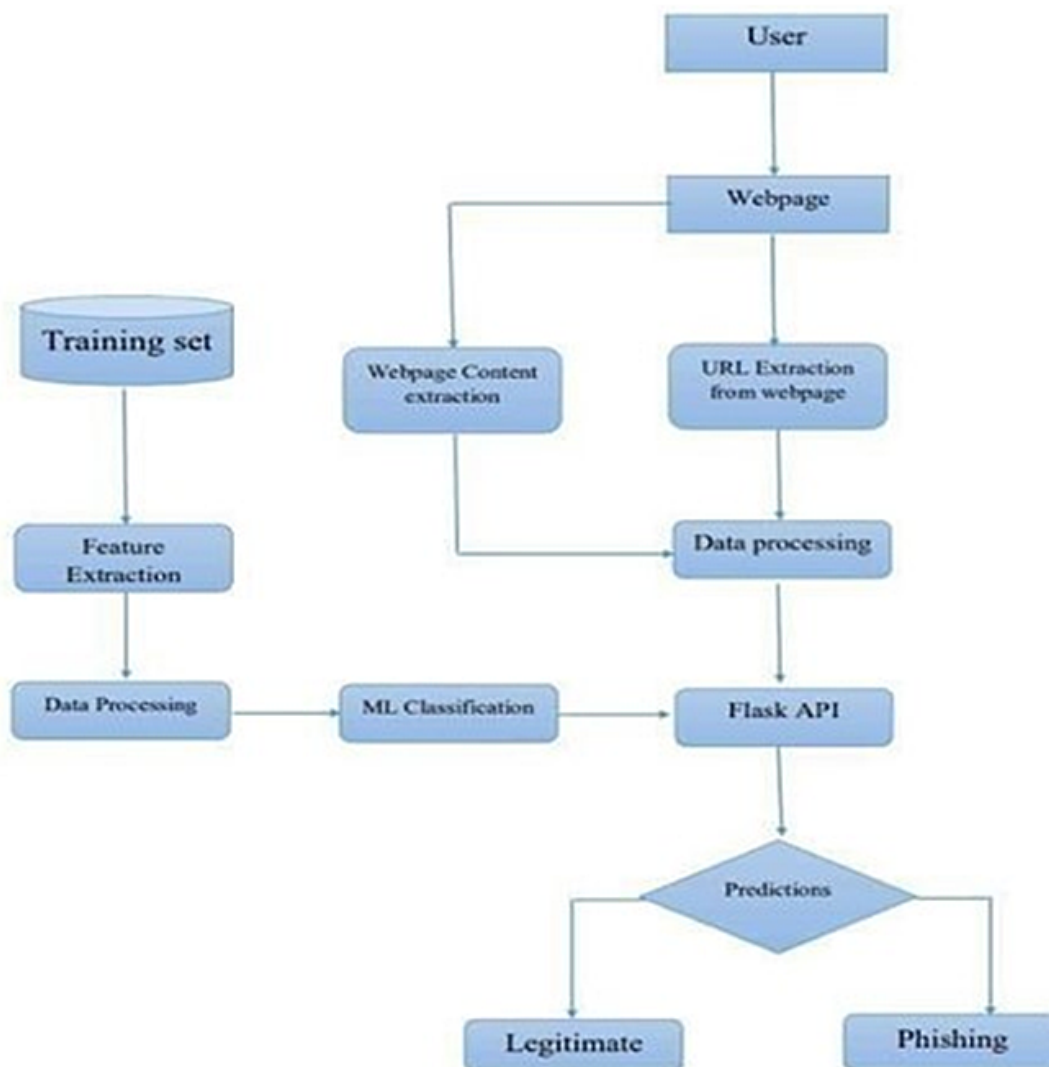 User
Webpage
Training set
Webpage Content
extraction
URL Extraction
from webpage
Feature
Extraction
Data processing
Data Processing
ML Classification
Flask API
Predictions
Legitimate
Phishing